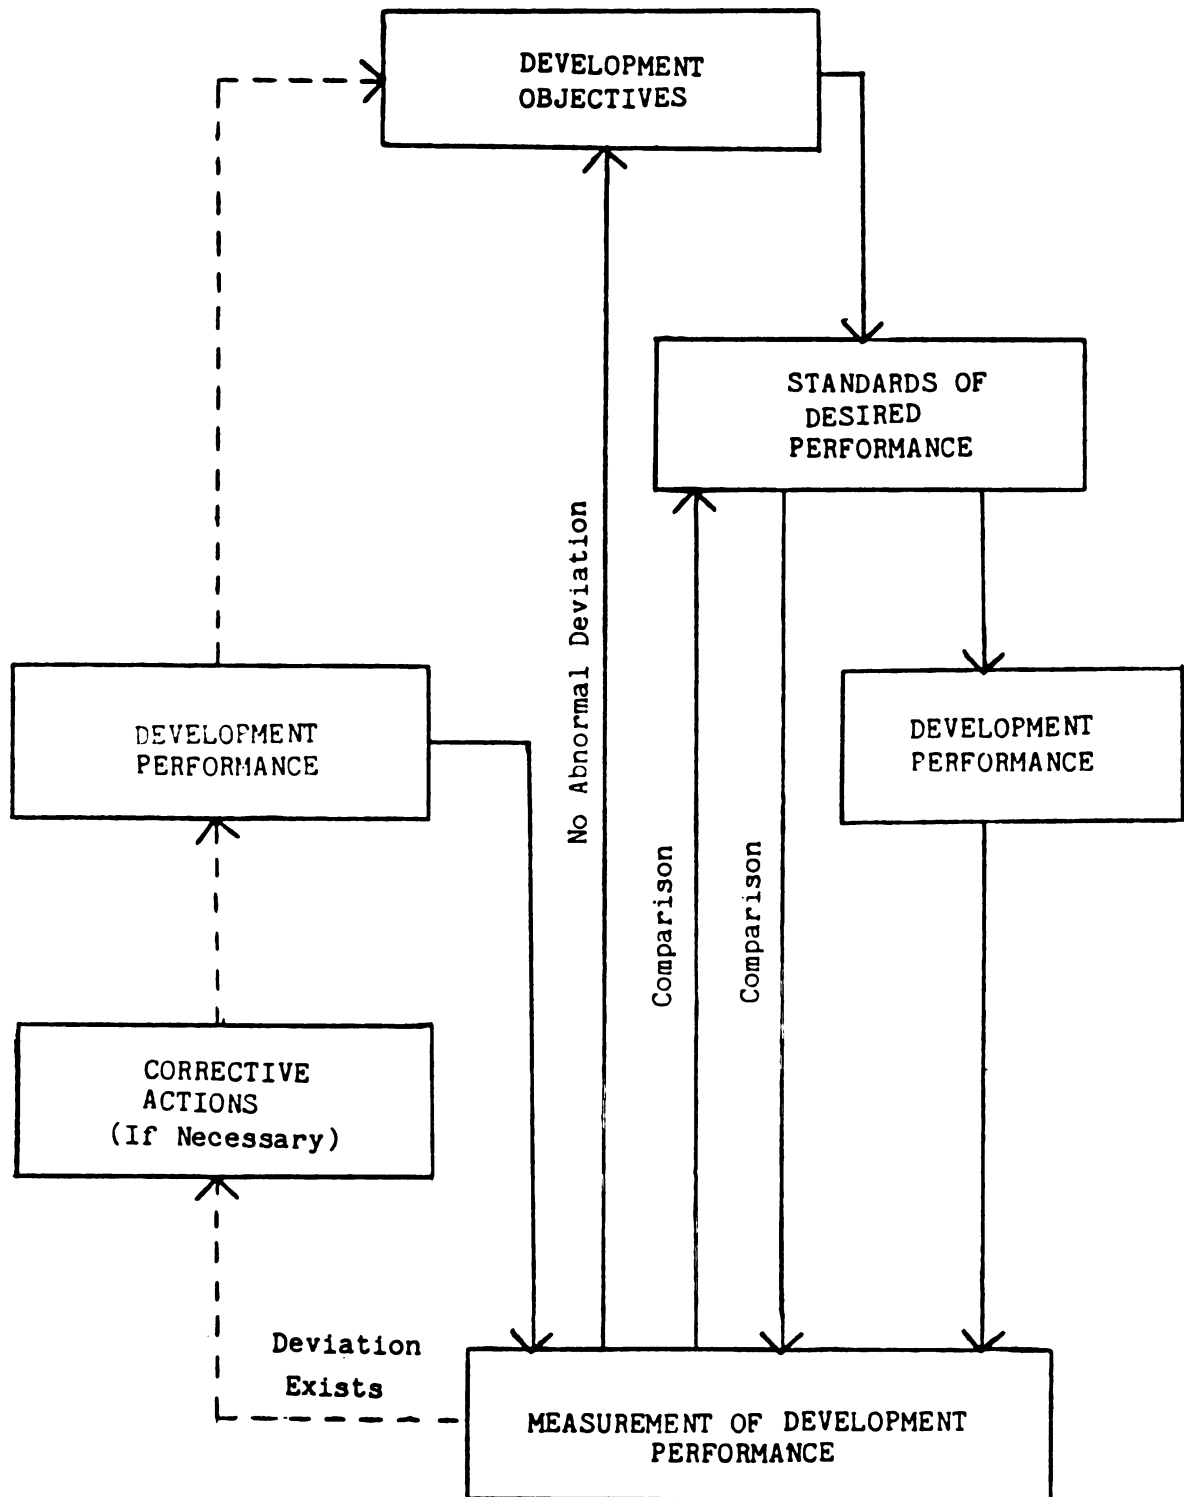 DEVELOPMENT
OBJECTIVES
STANDARDS OF
DESIRED
PERFORMANCE
No Abnormal Deviation
DEVELOPMENT
PERFORMANCE
DEVELOPMENT
PERFORMANCE
Comparison
Comparison
CORRECTIVE
ACTIONS
(If Necessary)
Deviation
Exists
MEASUREMENT OF DEVELOPMENT
PERFORMANCE